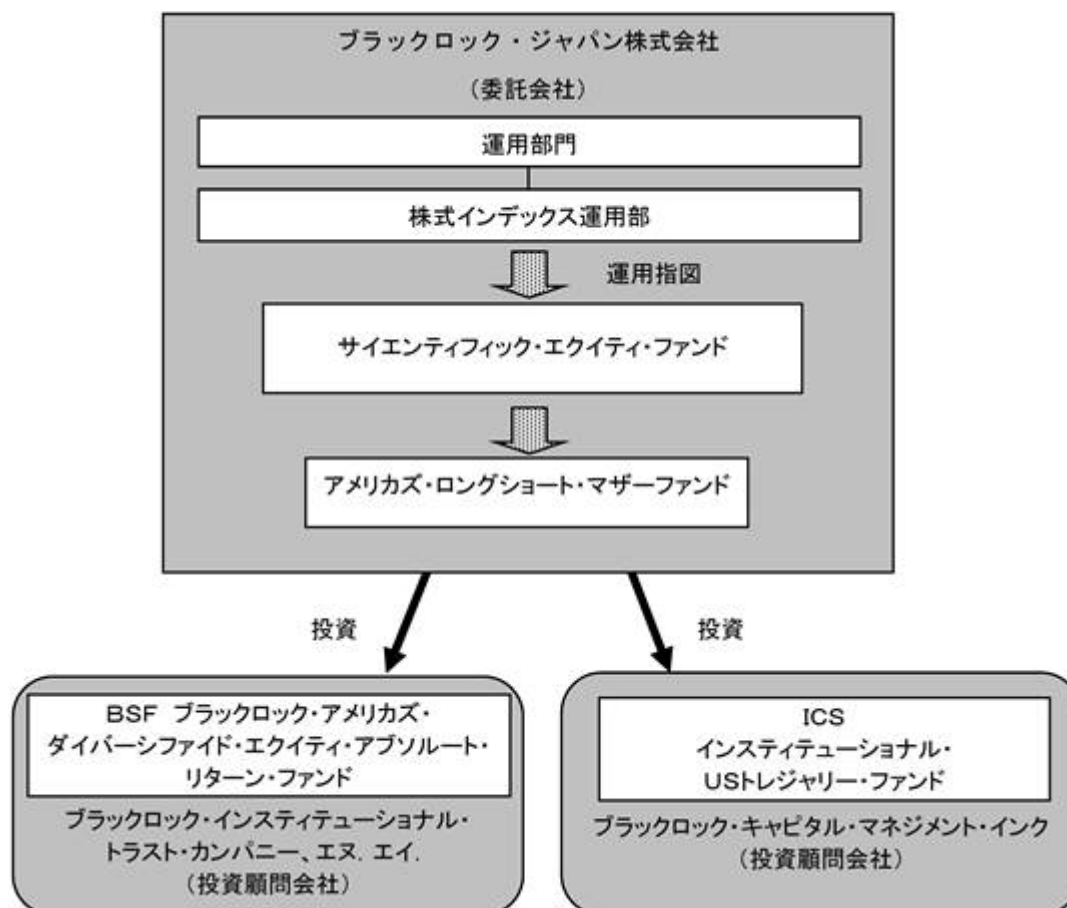 ブラックロック・ジャパン株式会社
（委託会社）
運用部門
株式インデックス運用部
運用指図
サイエンティフィック・エクイティ・ファンド
アメリカズ・ロングショート・マザーファンド
投資
投資
BSF ブラックロック・アメリカズ・
ダイバーシファイド・エクイティ・アブソルート・
リターン・ファンド
ブラックロック・インスティテューショナル・
トラスト・カンパニー、エヌ．エイ．
（投資顧問会社）
ICS
インスティテューショナル・
USトレジャリー・ファンド
ブラックロック・キャピタル・マネジメント・インク
（投資顧問会社）